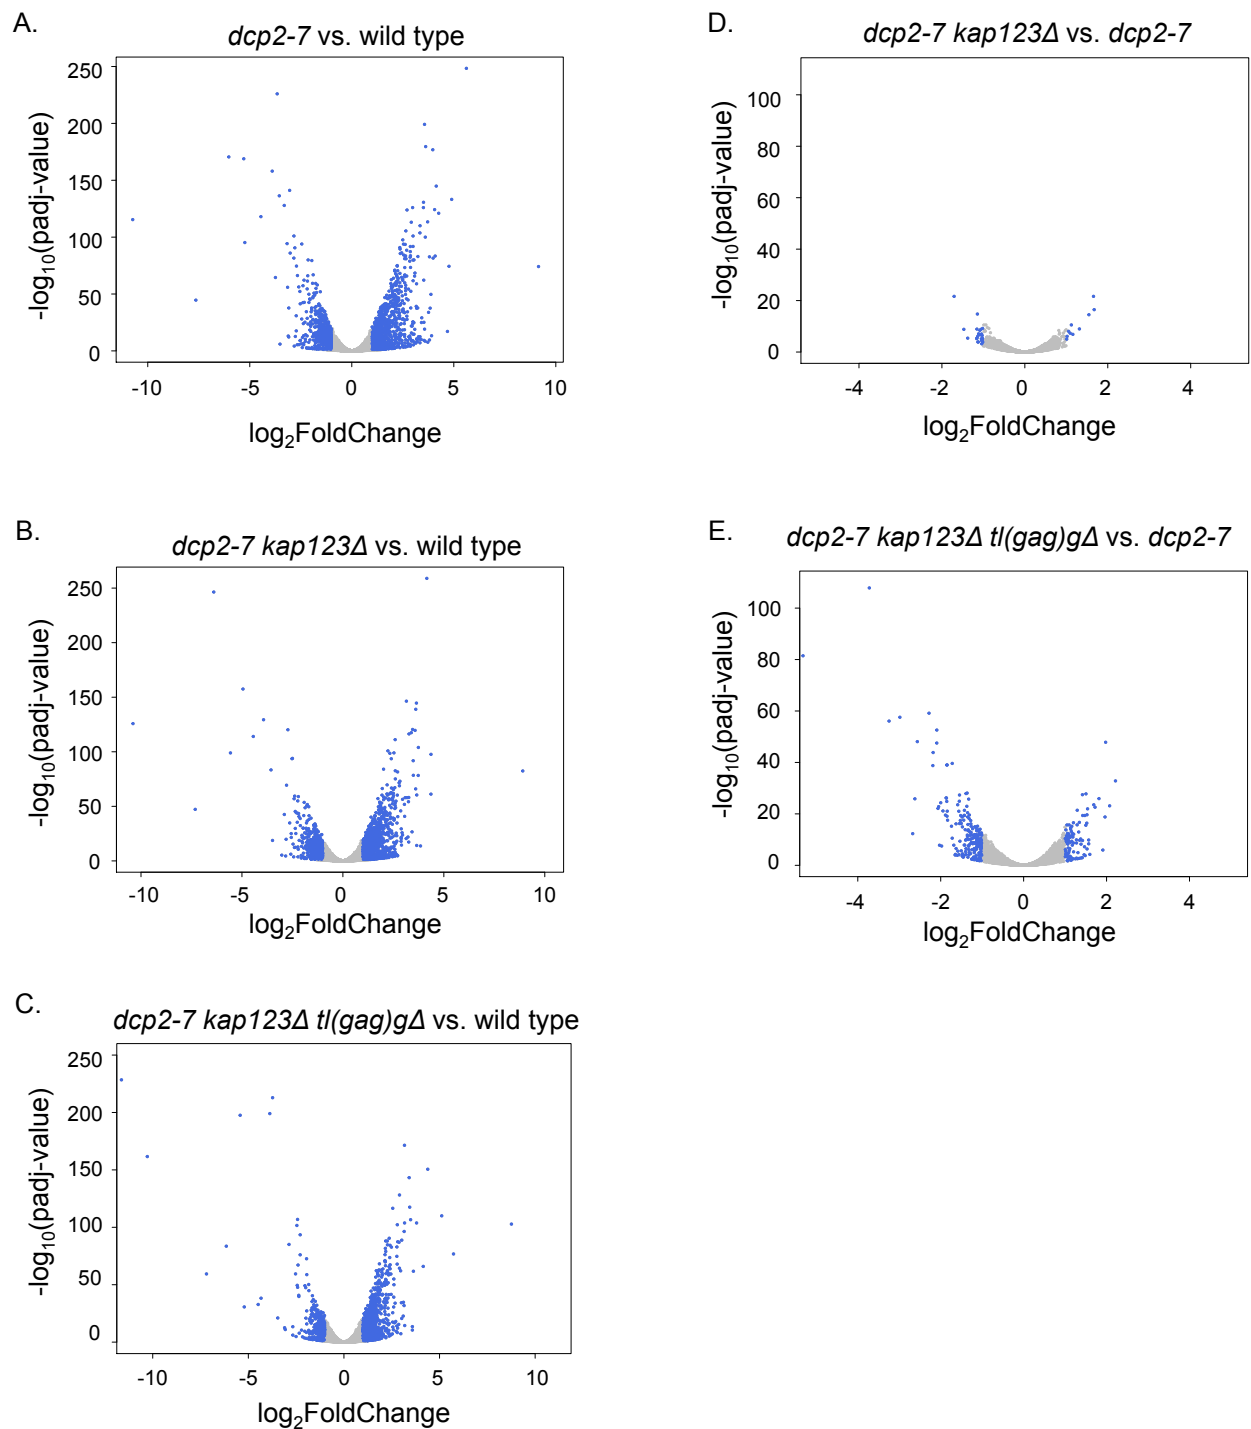 A.
dcp2-7 vs. wild type
250
200
150
100
50
0
-10
-5
0
5
10
-log10(padj-value)
log2FoldChange
B.
dcp2-7 kap123Δ vs. wild type
250
200
150
100
50
0
-10
-5
0
5
10
-log10(padj-value)
log2FoldChange
C.
dcp2-7 kap123Δ tl(gag)gΔ vs. wild type
250
200
150
100
50
0
-10
-5
0
5
10
-log10(padj-value)
log2FoldChange
D.
dcp2-7 kap123Δ vs. dcp2-7
100
80
60
40
20
0
-4
-2
0
2
4
-log10(padj-value)
log2FoldChange
E.
dcp2-7 kap123Δ tl(gag)gΔ vs. dcp2-7
100
80
60
40
20
0
-4
-2
0
2
4
-log10(padj-value)
log2FoldChange